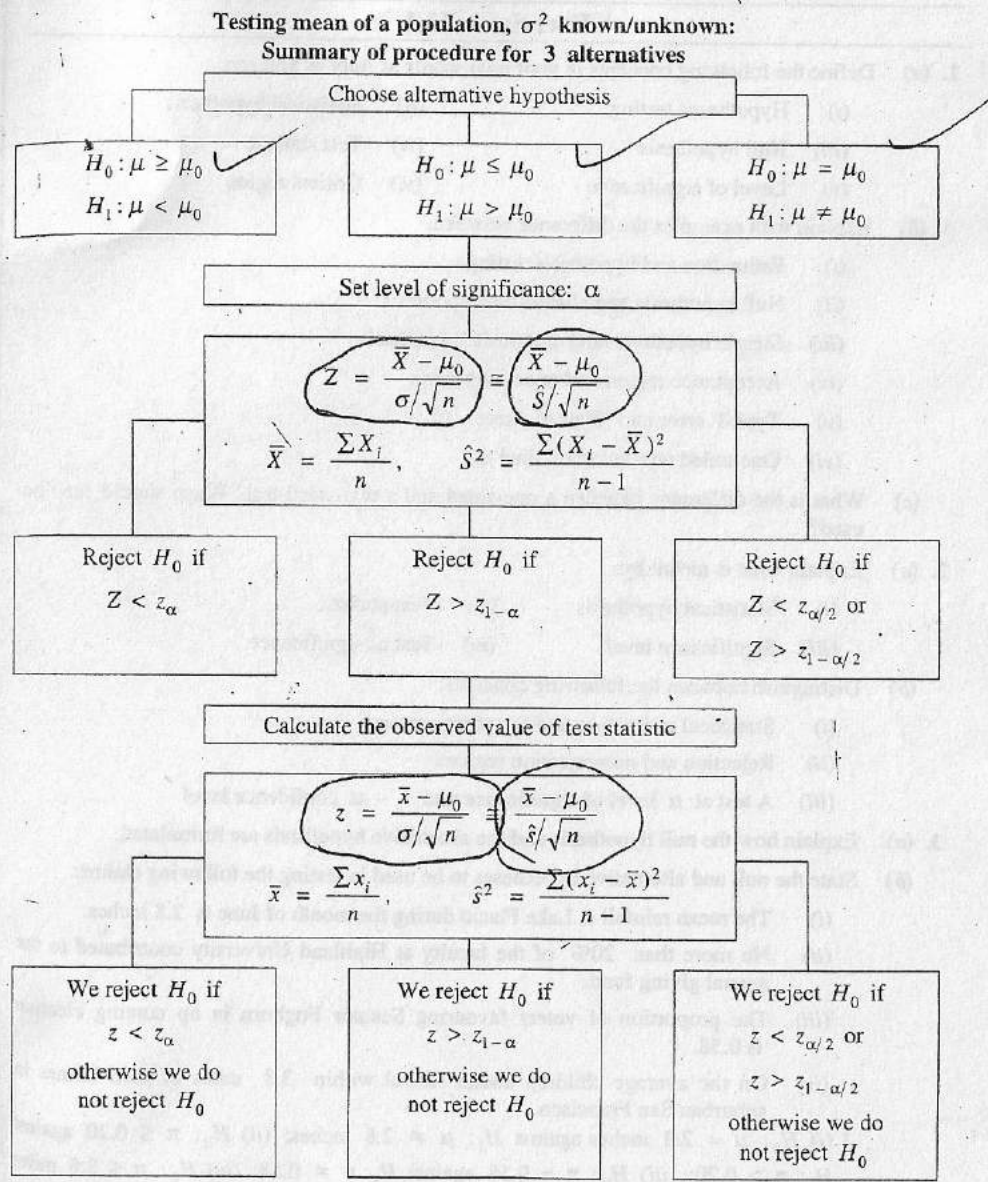 Testing mean of a population, σ² known/unknown:
Summary of procedure for 3 alternatives
Choose alternative hypothesis
H₀ : μ ≥ μ₀
H₁ : μ < μ₀
H₀ : μ ≤ μ₀
H₁ : μ > μ₀
H₀ : μ = μ₀
H₁ : μ ≠ μ₀
Set level of significance: α
Z = (X̄ − μ₀)/(σ/√n) ≅ (X̄ − μ₀)/(Ŝ/√n)
X̄ = ∑Xᵢ/n , Ŝ² = ∑(Xᵢ − X̄)²/(n−1)
Reject H₀ if
Z < z_α
Reject H₀ if
Z > z_{1−α}
Reject H₀ if
Z < z_{α/2} or
Z > z_{1−α/2}
Calculate the observed value of test statistic
z = (x̄ − μ₀)/(σ/√n) ≅ (x̄ − μ₀)/(ŝ/√n)
x̄ = ∑xᵢ/n , ŝ² = ∑(xᵢ − x̄)²/(n−1)
We reject H₀ if
z < z_α
otherwise we do
not reject H₀
We reject H₀ if
z > z_{1−α}
otherwise we do
not reject H₀
We reject H₀ if
z < z_{α/2} or
z > z_{1−α/2}
otherwise we do
not reject H₀